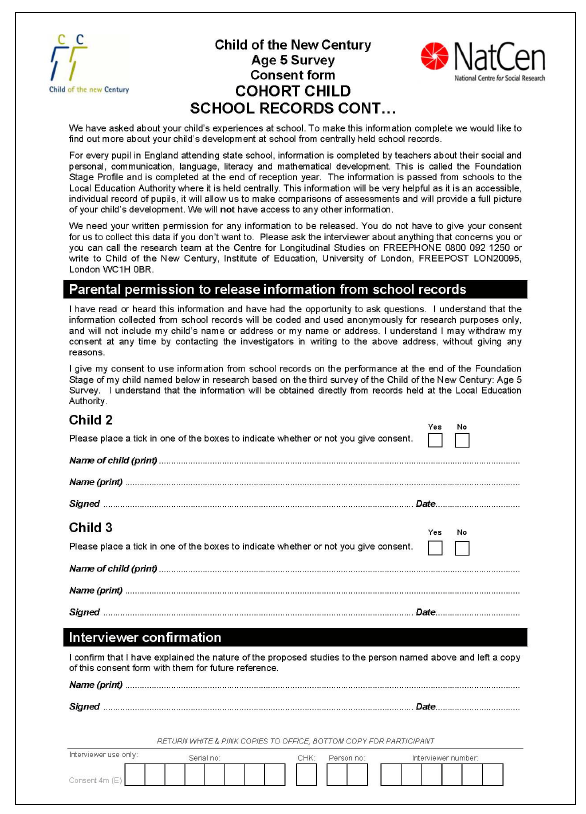 C C
Child of the new Century
Child of the New Century
Age 5 Survey
Consent form
COHORT CHILD
SCHOOL RECORDS CONT…
NatCen
National Centre for Social Research
We have asked about your child's experiences at school. To make this information complete we would like to
find out more about your child's development at school from centrally held school records.
For every pupil in England attending state school, information is completed by teachers about their social and
personal, communication, language, literacy and mathematical development. This is called the Foundation
Stage Profile and is completed at the end of reception year. The information is passed from schools to the
Local Education Authority where it is held centrally. This information will be very helpful as it is an accessible,
individual record of pupils, it will allow us to make comparisons of assessments and will provide a full picture
of your child's development. We will not have access to any other information.
We need your written permission for any information to be released. You do not have to give your consent
for us to collect this data if you don't want to. Please ask the interviewer about anything that concerns you or
you can call the research team at the Centre for Longitudinal Studies on FREEPHONE 0800 092 1250 or
write to Child of the New Century, Institute of Education, University of London, FREEPOST LON20095,
London WC1H 0BR.
Parental permission to release information from school records
I have read or heard this information and have had the opportunity to ask questions. I understand that the
information collected from school records will be coded and used anonymously for research purposes only,
and will not include my child's name or address or my name or address. I understand I may withdraw my
consent at any time by contacting the investigators in writing to the above address, without giving any
reasons.
I give my consent to use information from school records on the performance at the end of the Foundation
Stage of my child named below in research based on the third survey of the Child of the New Century: Age 5
Survey. I understand that the information will be obtained directly from records held at the Local Education
Authority.
Child 2
Yes No
Please place a tick in one of the boxes to indicate whether or not you give consent.
Name of child (print)
Name (print)
Signed Date
Child 3
Yes No
Please place a tick in one of the boxes to indicate whether or not you give consent.
Name of child (print)
Name (print)
Signed Date
Interviewer confirmation
I confirm that I have explained the nature of the proposed studies to the person named above and left a copy
of this consent form with them for future reference.
Name (print)
Signed Date
RETURN WHITE & PINK COPIES TO OFFICE, BOTTOM COPY FOR PARTICIPANT
Interviewer use only: Serial no: CHK: Person no: Interviewer number:
Consent 4m (E)